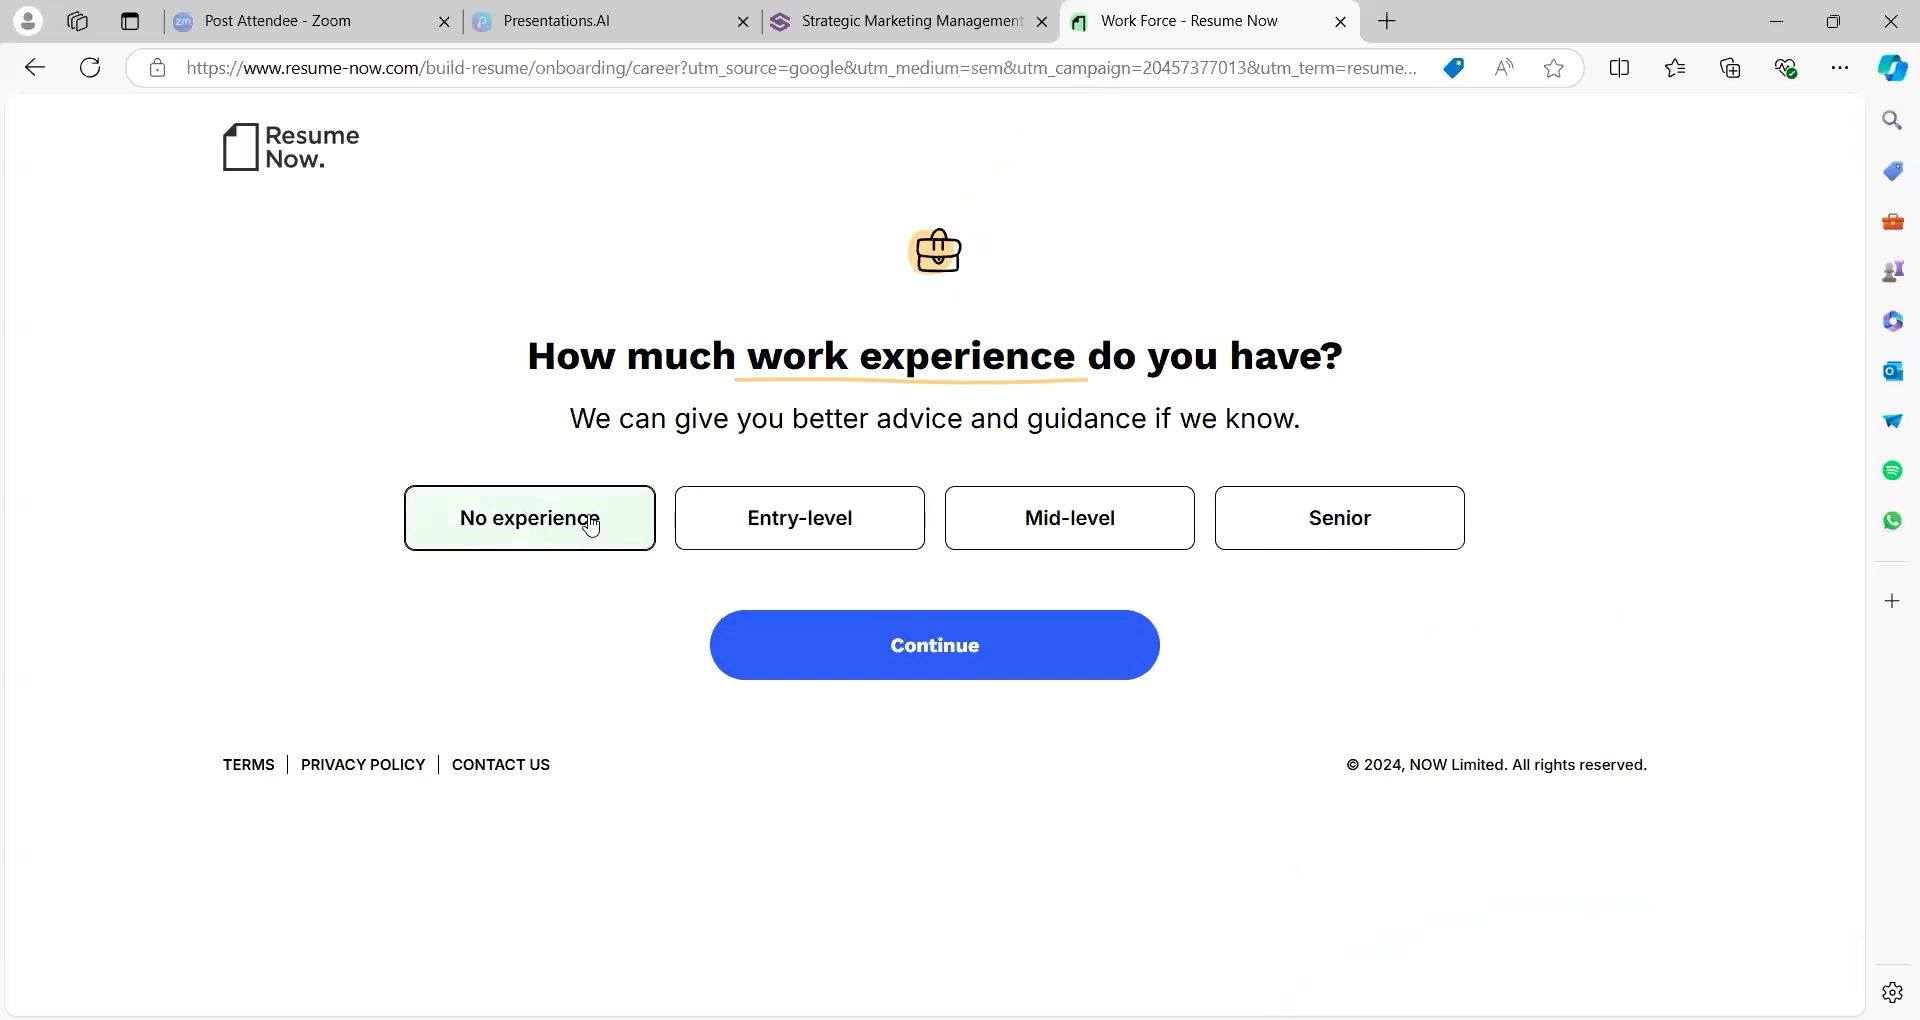 Post Attendee - Zoom
Presentations.AI
Strategic Marketing Management
Work Force - Resume Now
https://www.resume-now.com/build-resume/onboarding/career?utm_source=google&utm_medium=sem&utm_campaign=20457377013&utm_term=resume...
Resume
Now.
How much work experience do you have?
We can give you better advice and guidance if we know.
No experience
Entry-level
Mid-level
Senior
Continue
TERMS
PRIVACY POLICY
CONTACT US
© 2024, NOW Limited. All rights reserved.